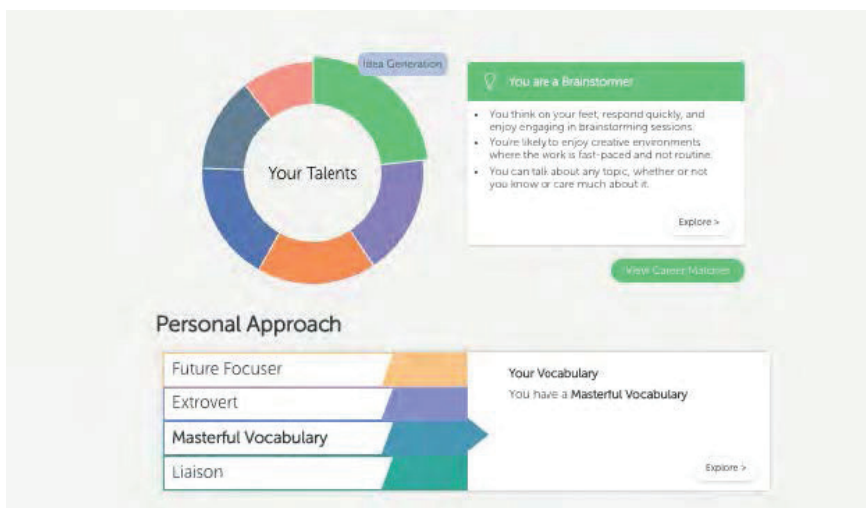 Idea Generation
Your Talents
You are a Brainstormer
• You think on your feet, respond quickly, and
enjoy engaging in brainstorming sessions.
• You're likely to enjoy creative environments
where the work is fast-paced and not routine.
• You can talk about any topic, whether or not
you know or care much about it.
Explore >
View Career Matches
Personal Approach
Future Focuser
Extrovert
Masterful Vocabulary
Liaison
Your Vocabulary
You have a Masterful Vocabulary
Explore >